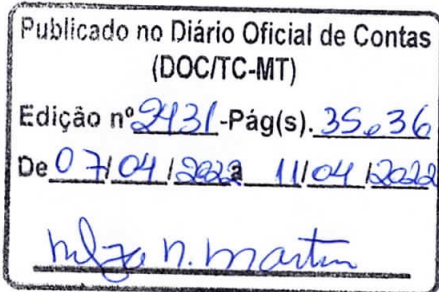 Publicado no Diário Oficial de Contas
(DOC/TC-MT)
Edição nº 2431-Pág(s). 35 e 36
De 07/04/2022 a 11/04/2022
n. martin